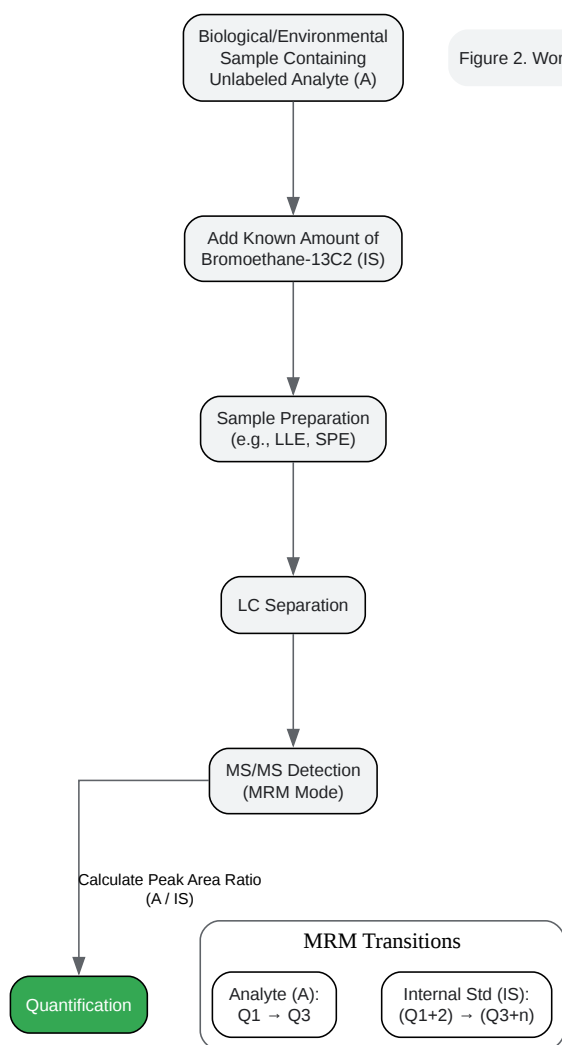 Biological/Environmental
Sample Containing
Unlabeled Analyte (A)
Figure 2.
Add Known Amount of
Bromoethane-13C2 (IS)
Sample Preparation
(e.g., LLE, SPE)
LC Separation
MS/MS Detection
(MRM Mode)
Calculate Peak Area Ratio
(A / IS)
Quantification
MRM Transitions
Analyte (A):
Q1 → Q3
Internal Std (IS):
(Q1+2) → (Q3+n)